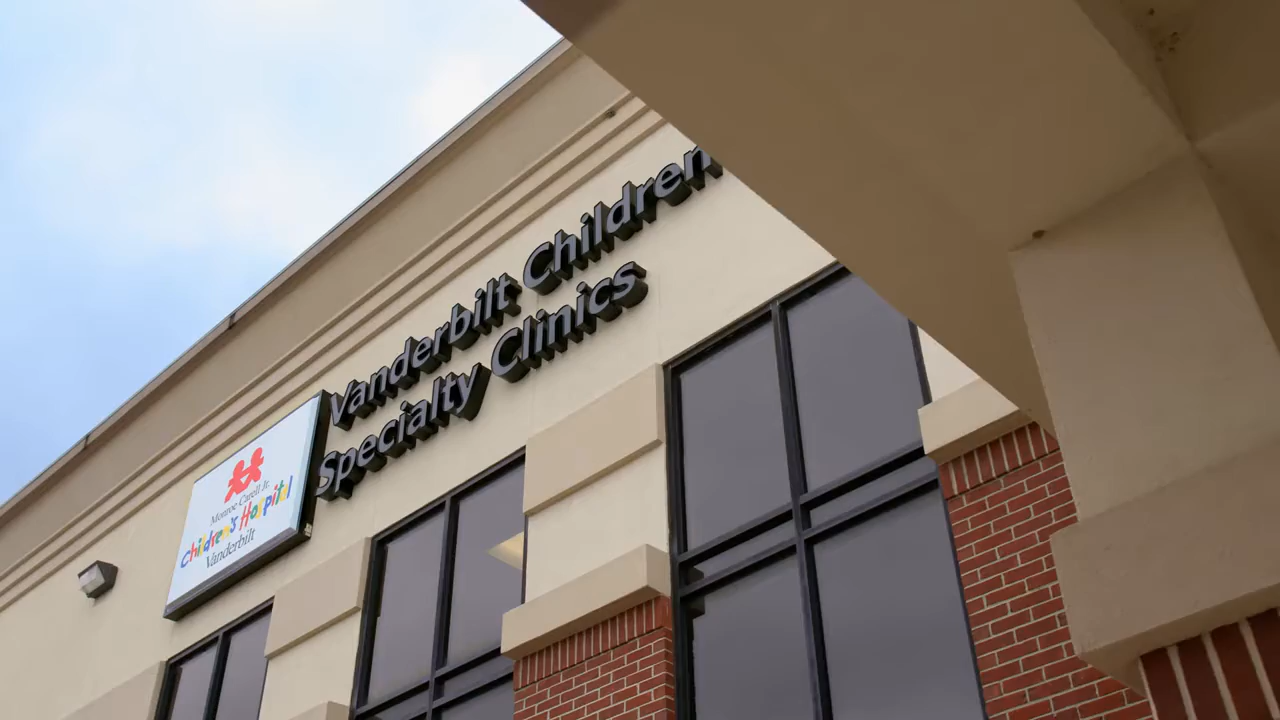 Vanderbilt Children
Specialty Clinics
Monroe Carell Jr.
Children's Hospital
Vanderbilt